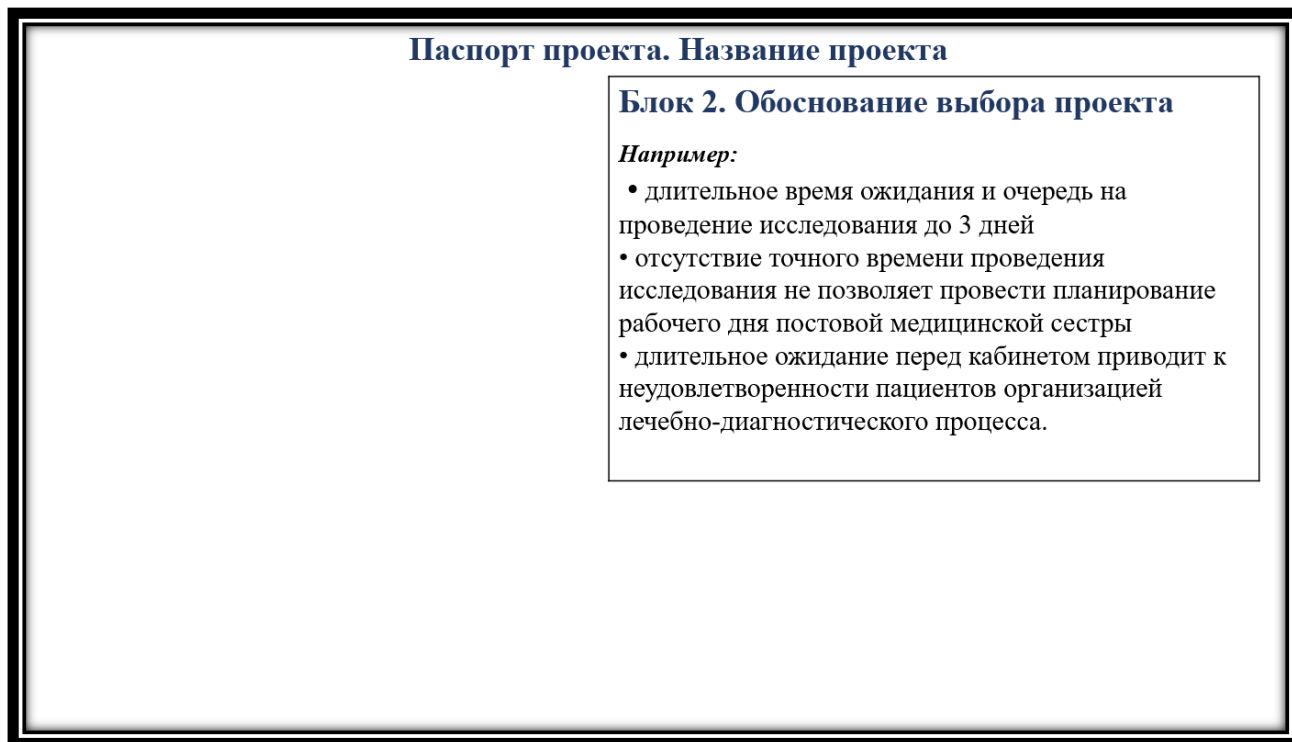 Паспорт проекта. Название проекта
Блок 2. Обоснование выбора проекта
Например:
• длительное время ожидания и очередь на
проведение исследования до 3 дней
• отсутствие точного времени проведения
исследования не позволяет провести планирование
рабочего дня постовой медицинской сестры
• длительное ожидание перед кабинетом приводит к
неудовлетворенности пациентов организацией
лечебно-диагностического процесса.